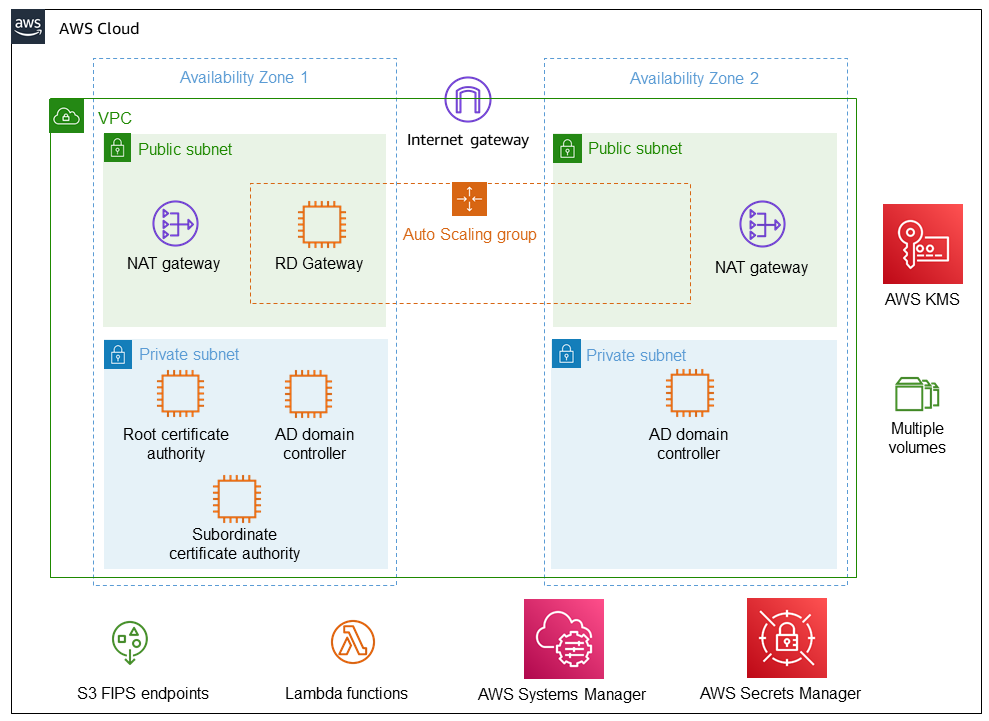 aws
AWS Cloud
Availability Zone 1
Availability Zone 2
VPC
Internet gateway
Public subnet
Public subnet
Auto Scaling group
NAT gateway
RD Gateway
NAT gateway
AWS KMS
Private subnet
Private subnet
Root certificate
authority
AD domain
controller
AD domain
controller
Multiple
volumes
Subordinate
certificate authority
S3 FIPS endpoints
Lambda functions
AWS Systems Manager
AWS Secrets Manager